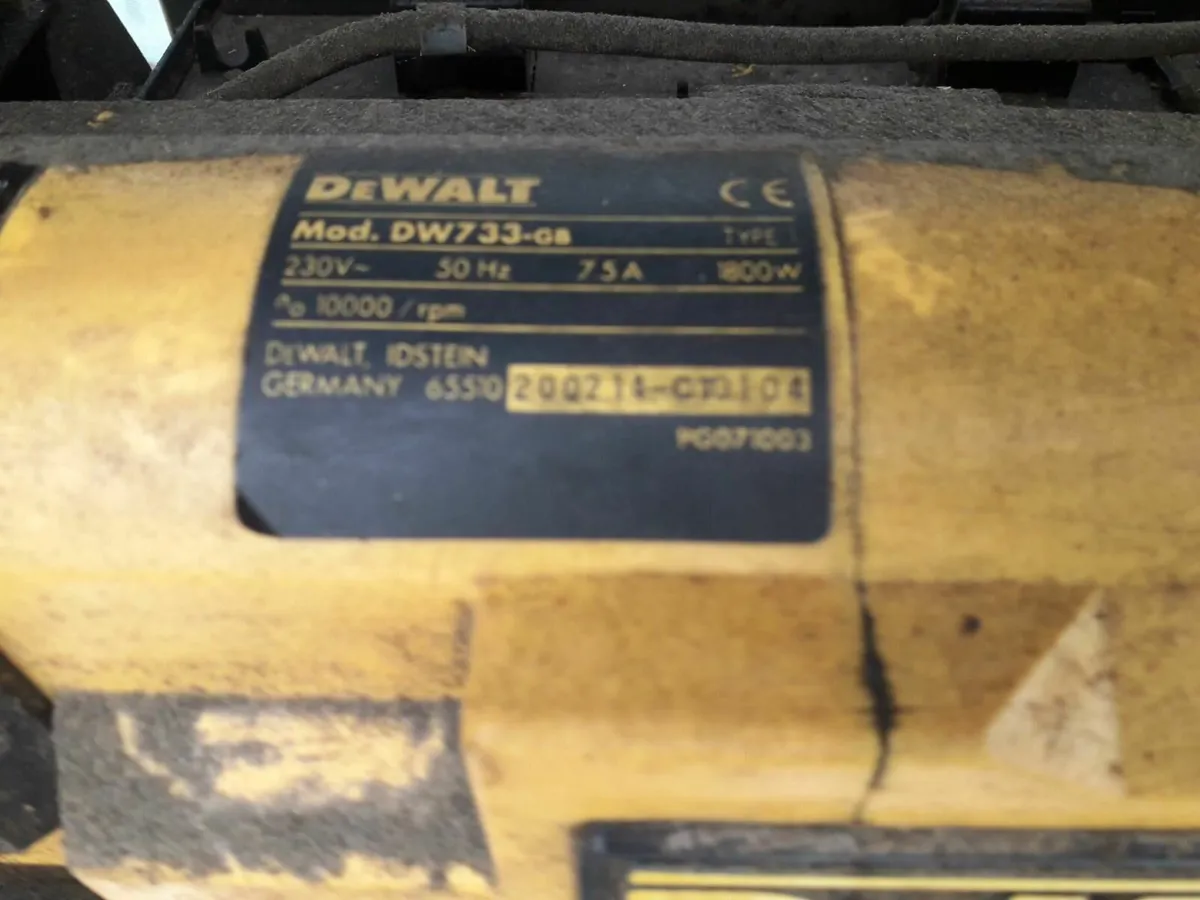 DEWALT CE
Mod. DW733-GB TYPE 1
230V~ 50 Hz 7.5 A 1800W
no 10000 / rpm
DEWALT, IDSTEIN
GERMANY 65510
PG071003